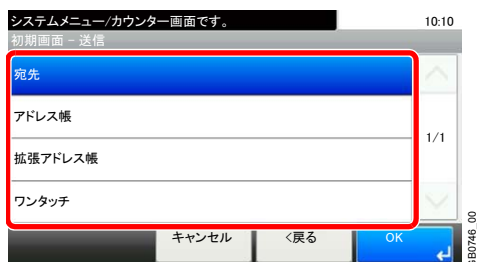 システムメニュー/カウンター画面です。 10:10
初期画面 - 送信
宛先
アドレス帳
1/1
拡張アドレス帳
ワンタッチ
キャンセル <戻る OK
GB0746_00